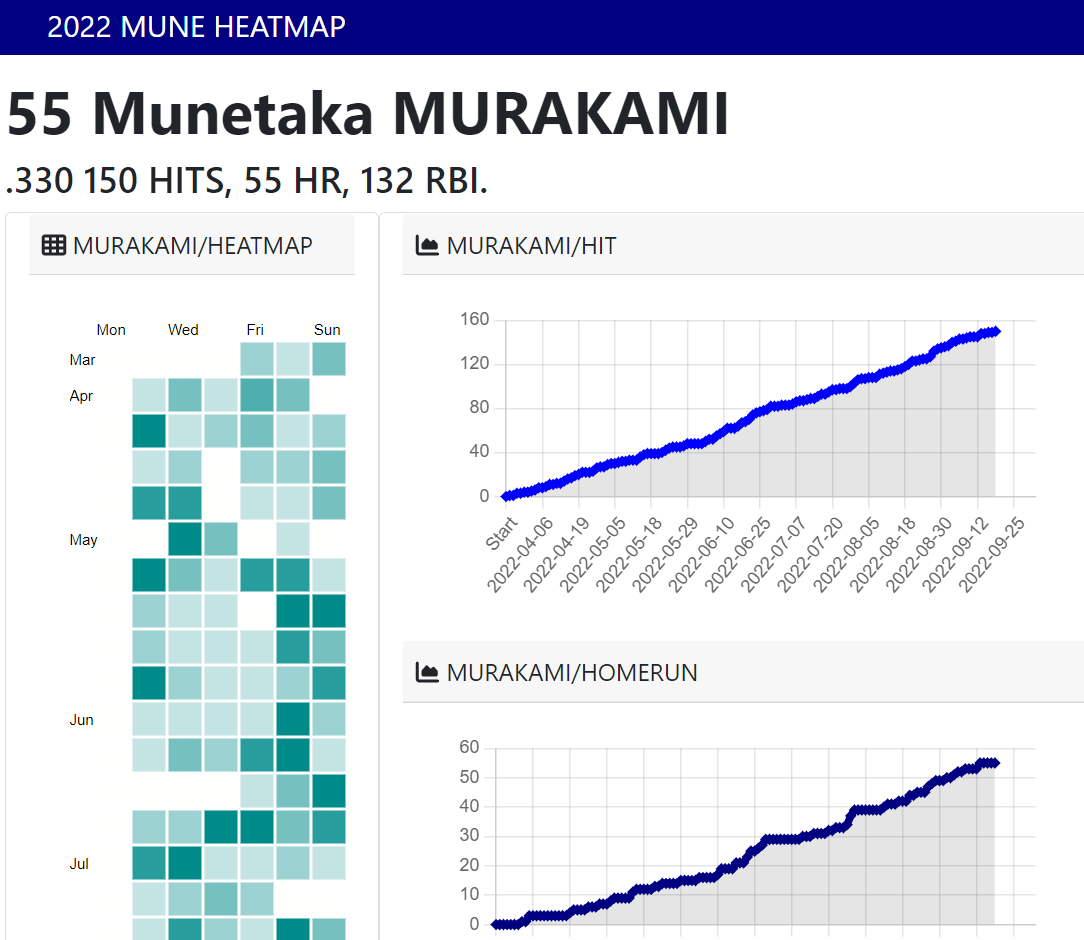 2022 MUNE HEATMAP
55 Munetaka MURAKAMI
.330 150 HITS, 55 HR, 132 RBI.
MURAKAMI/HEATMAP
Mon Wed Fri Sun
Mar
Apr
May
Jun
Jul
MURAKAMI/HIT
160
120
80
40
0
Start 2022-04-06 2022-04-19 2022-05-05 2022-05-18 2022-05-29 2022-06-10 2022-06-25 2022-07-07 2022-07-20 2022-08-05 2022-08-18 2022-08-30 2022-09-12 2022-09-25
MURAKAMI/HOMERUN
60
50
40
30
20
10
0